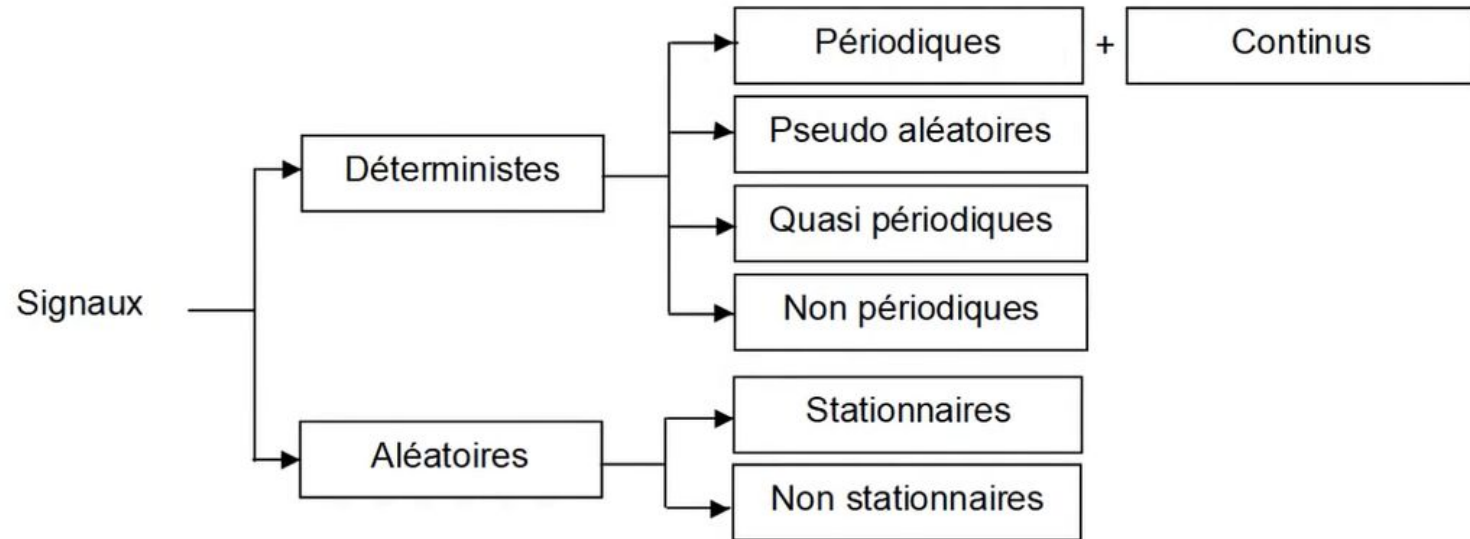 Périodiques + Continus
Pseudo aléatoires
Déterministes
Quasi périodiques
Signaux
Non périodiques
Stationnaires
Aléatoires
Non stationnaires